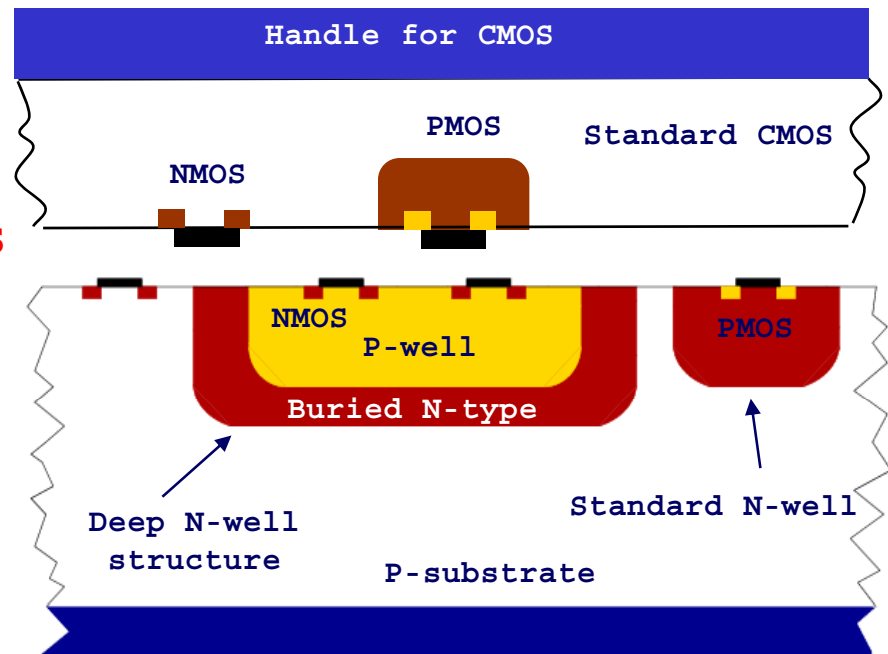 Handle for CMOS
PMOS
Standard CMOS
NMOS
S
NMOS
PMOS
P-well
Buried N-type
Standard N-well
Deep N-well
structure
P-substrate